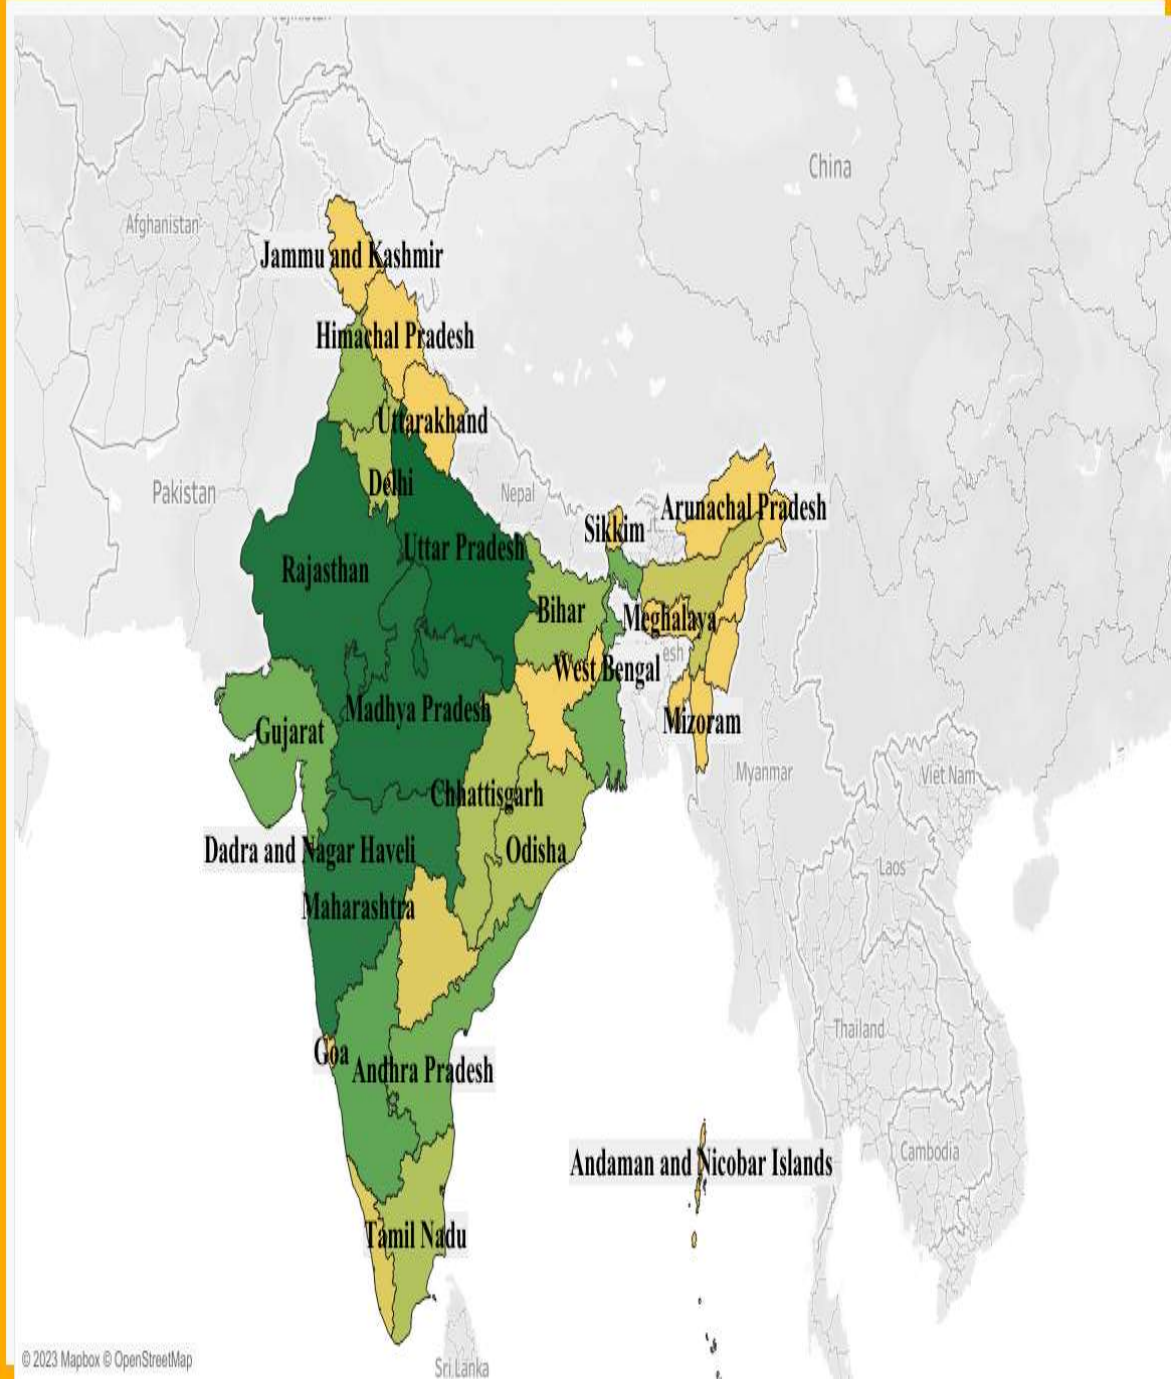 China
Afghanistan
Jammu and Kashmir
Himachal Pradesh
Uttarakhand
Delhi
Pakistan
Nepal
Arunachal Pradesh
Sikkim
Uttar Pradesh
Rajasthan
Bihar
Meghalaya
esh
West Bengal
Madhya Pradesh
Mizoram
Gujarat
Myanmar
Viet Nam
Chhattisgarh
Dadra and Nagar Haveli
Odisha
Laos
Maharashtra
Thailand
Goa
Andhra Pradesh
Cambodia
Andaman and Nicobar Islands
Tamil Nadu
© 2023 Mapbox © OpenStreetMap
Sri Lanka